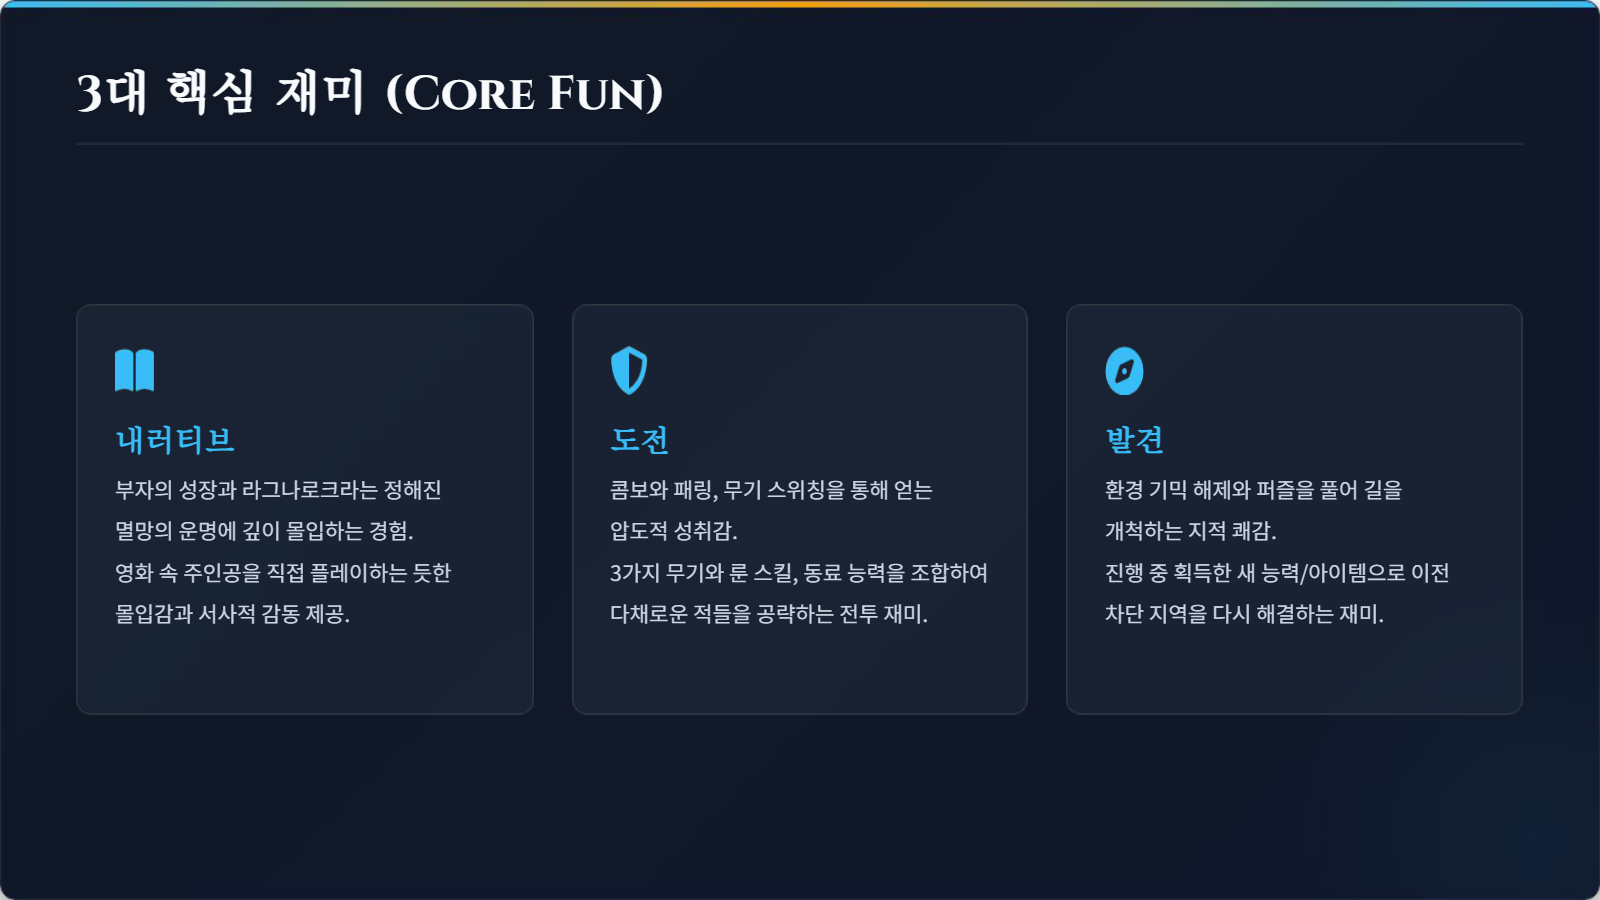 3대 핵심 재미 (Core Fun)
내러티브
부자의 성장과 라그나로크라는 정해진
멸망의 운명에 깊이 몰입하는 경험.
영화 속 주인공을 직접 플레이하는 듯한
몰입감과 서사적 감동 제공.
도전
콤보와 패링, 무기 스위칭을 통해 얻는
압도적 성취감.
3가지 무기와 룬 스킬, 동료 능력을 조합하여
다채로운 적들을 공략하는 전투 재미.
발견
환경 기믹 해제와 퍼즐을 풀어 길을
개척하는 지적 쾌감.
진행 중 획득한 새 능력/아이템으로 이전
차단 지역을 다시 해결하는 재미.